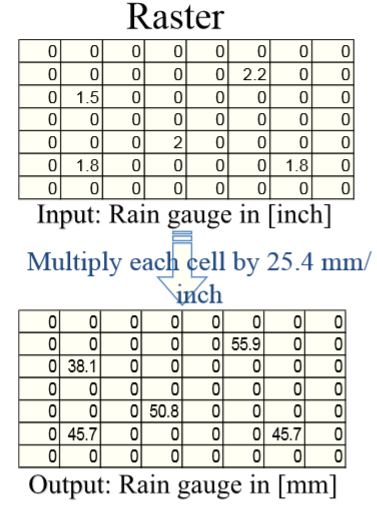 Raster
0 0 0 0 0 0 0 0
0 0 0 0 0 2.2 0 0
0 1.5 0 0 0 0 0 0
0 0 0 0 0 0 0 0
0 0 0 2 0 0 0 0
0 1.8 0 0 0 0 1.8 0
0 0 0 0 0 0 0 0
Input: Rain gauge in [inch]
Multiply each cell by 25.4 mm/
inch
0 0 0 0 0 0 0 0
0 0 0 0 0 55.9 0 0
0 38.1 0 0 0 0 0 0
0 0 0 0 0 0 0 0
0 0 0 50.8 0 0 0 0
0 45.7 0 0 0 0 45.7 0
0 0 0 0 0 0 0 0
Output: Rain gauge in [mm]